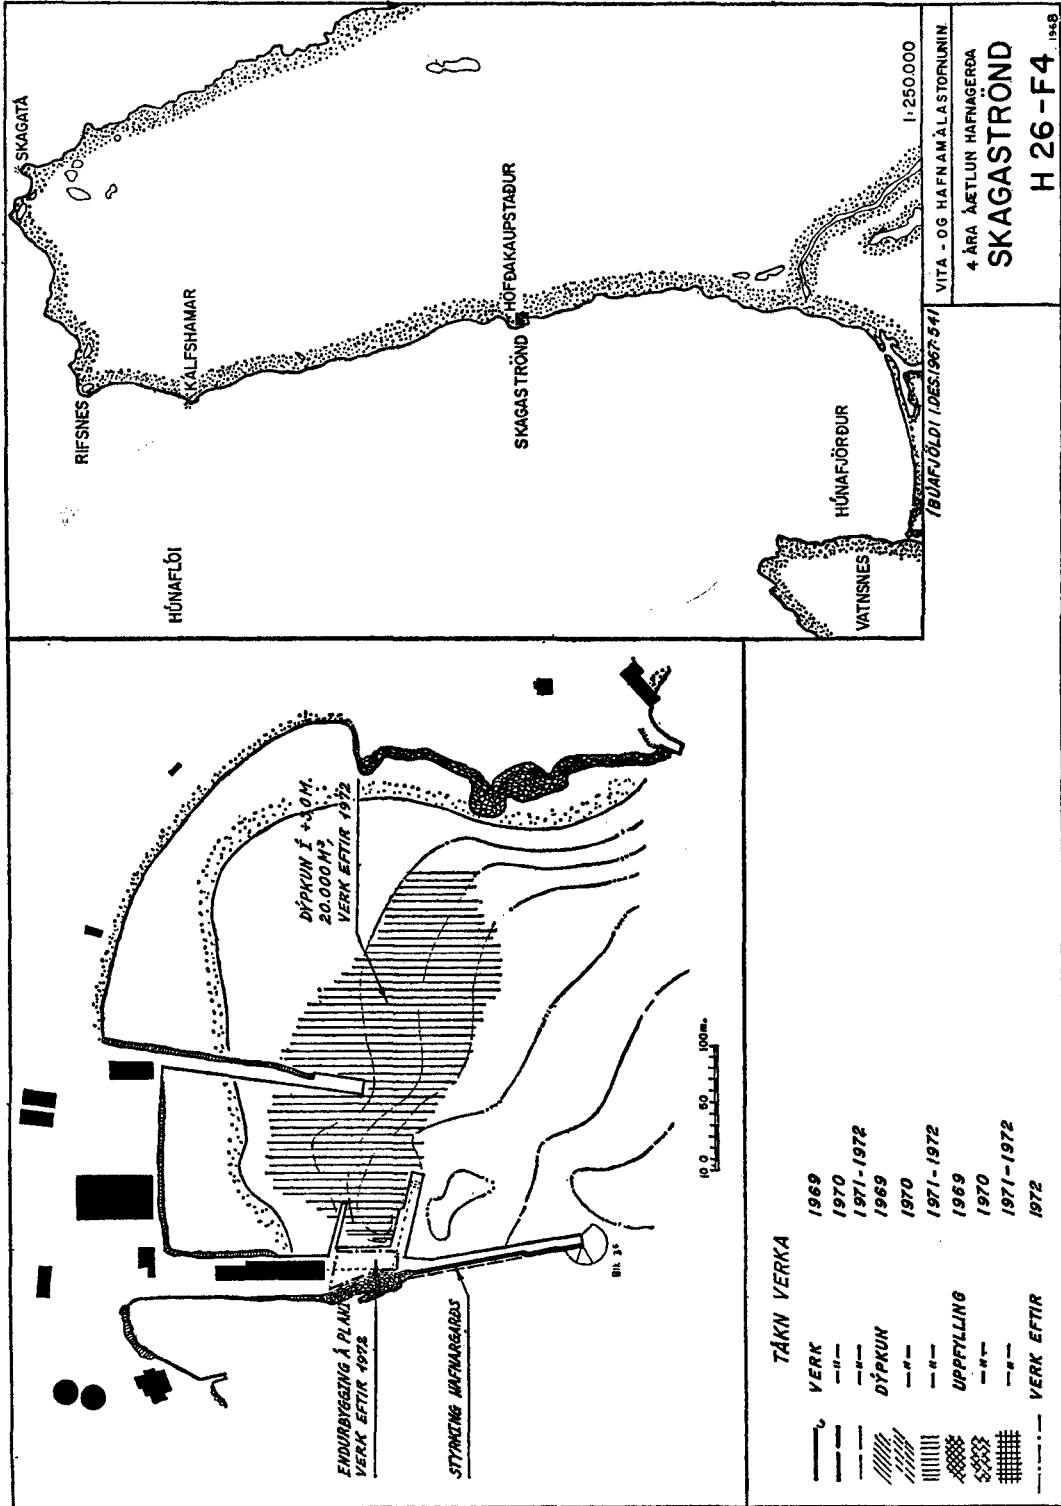 SKAGATÁ
RIFSNES
KÁLFSHAMAR
HÚNAFLÓI
SKAGASTRÖND
HÖFÐAKAUPSTAÐUR
HÚNAFJÖRÐUR
VATNSNES
1:250.000
(ÍBÚAFJÖLDI 1.DES.1967:541)
VITA - OG HAFNAMÁLASTOFNUNIN
4 ÁRA ÁÆTLUN HAFNAGERÐA
SKAGASTRÖND
H 26-F4
1968
DÝPKUN Í
20.000 M³,
VERK EFTIR 1972
ENDURBYGGING Á PLANI
VERK EFTIR 1972
STYRKING HAFNARGARÐS
10 0 50 100m.
TÁKN VERKA
VERK 1969
-"- 1970
-"- 1971-1972
DÝPKUN 1969
-"- 1970
-"- 1971-1972
UPPFYLLING 1969
-"- 1970
-"- 1971-1972
VERK EFTIR 1972